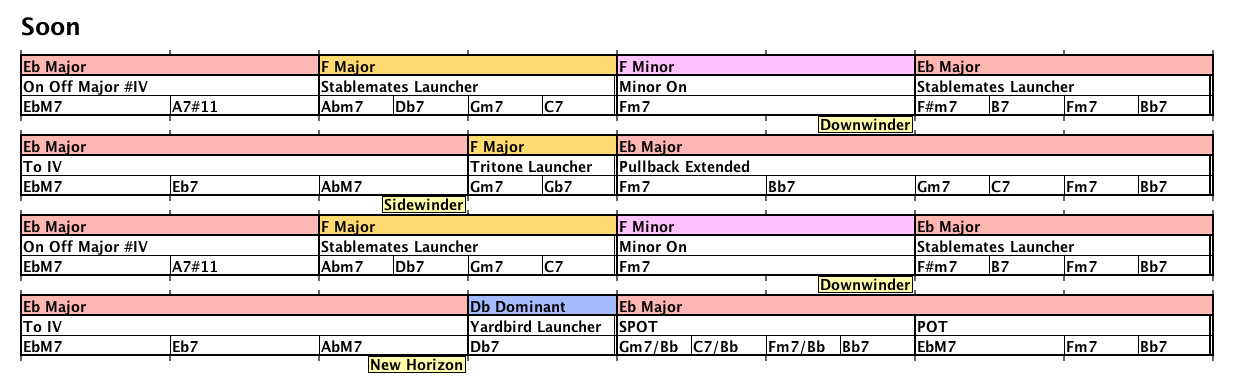 Soon
Eb Major F Major F Minor Eb Major
On Off Major #IV Stablemates Launcher Minor On Stablemates Launcher
EbM7 A7#11 Abm7 Db7 Gm7 C7 Fm7 F#m7 B7 Fm7 Bb7
Downwinder
Eb Major F Major Eb Major
To IV Tritone Launcher Pullback Extended
EbM7 Eb7 AbM7 Gm7 Gb7 Fm7 Bb7 Gm7 C7 Fm7 Bb7
Sidewinder
Eb Major F Major F Minor Eb Major
On Off Major #IV Stablemates Launcher Minor On Stablemates Launcher
EbM7 A7#11 Abm7 Db7 Gm7 C7 Fm7 F#m7 B7 Fm7 Bb7
Downwinder
Eb Major Db Dominant Eb Major
To IV Yardbird Launcher SPOT POT
EbM7 Eb7 AbM7 Db7 Gm7/Bb C7/Bb Fm7/Bb Bb7 EbM7 Fm7 Bb7
New Horizon